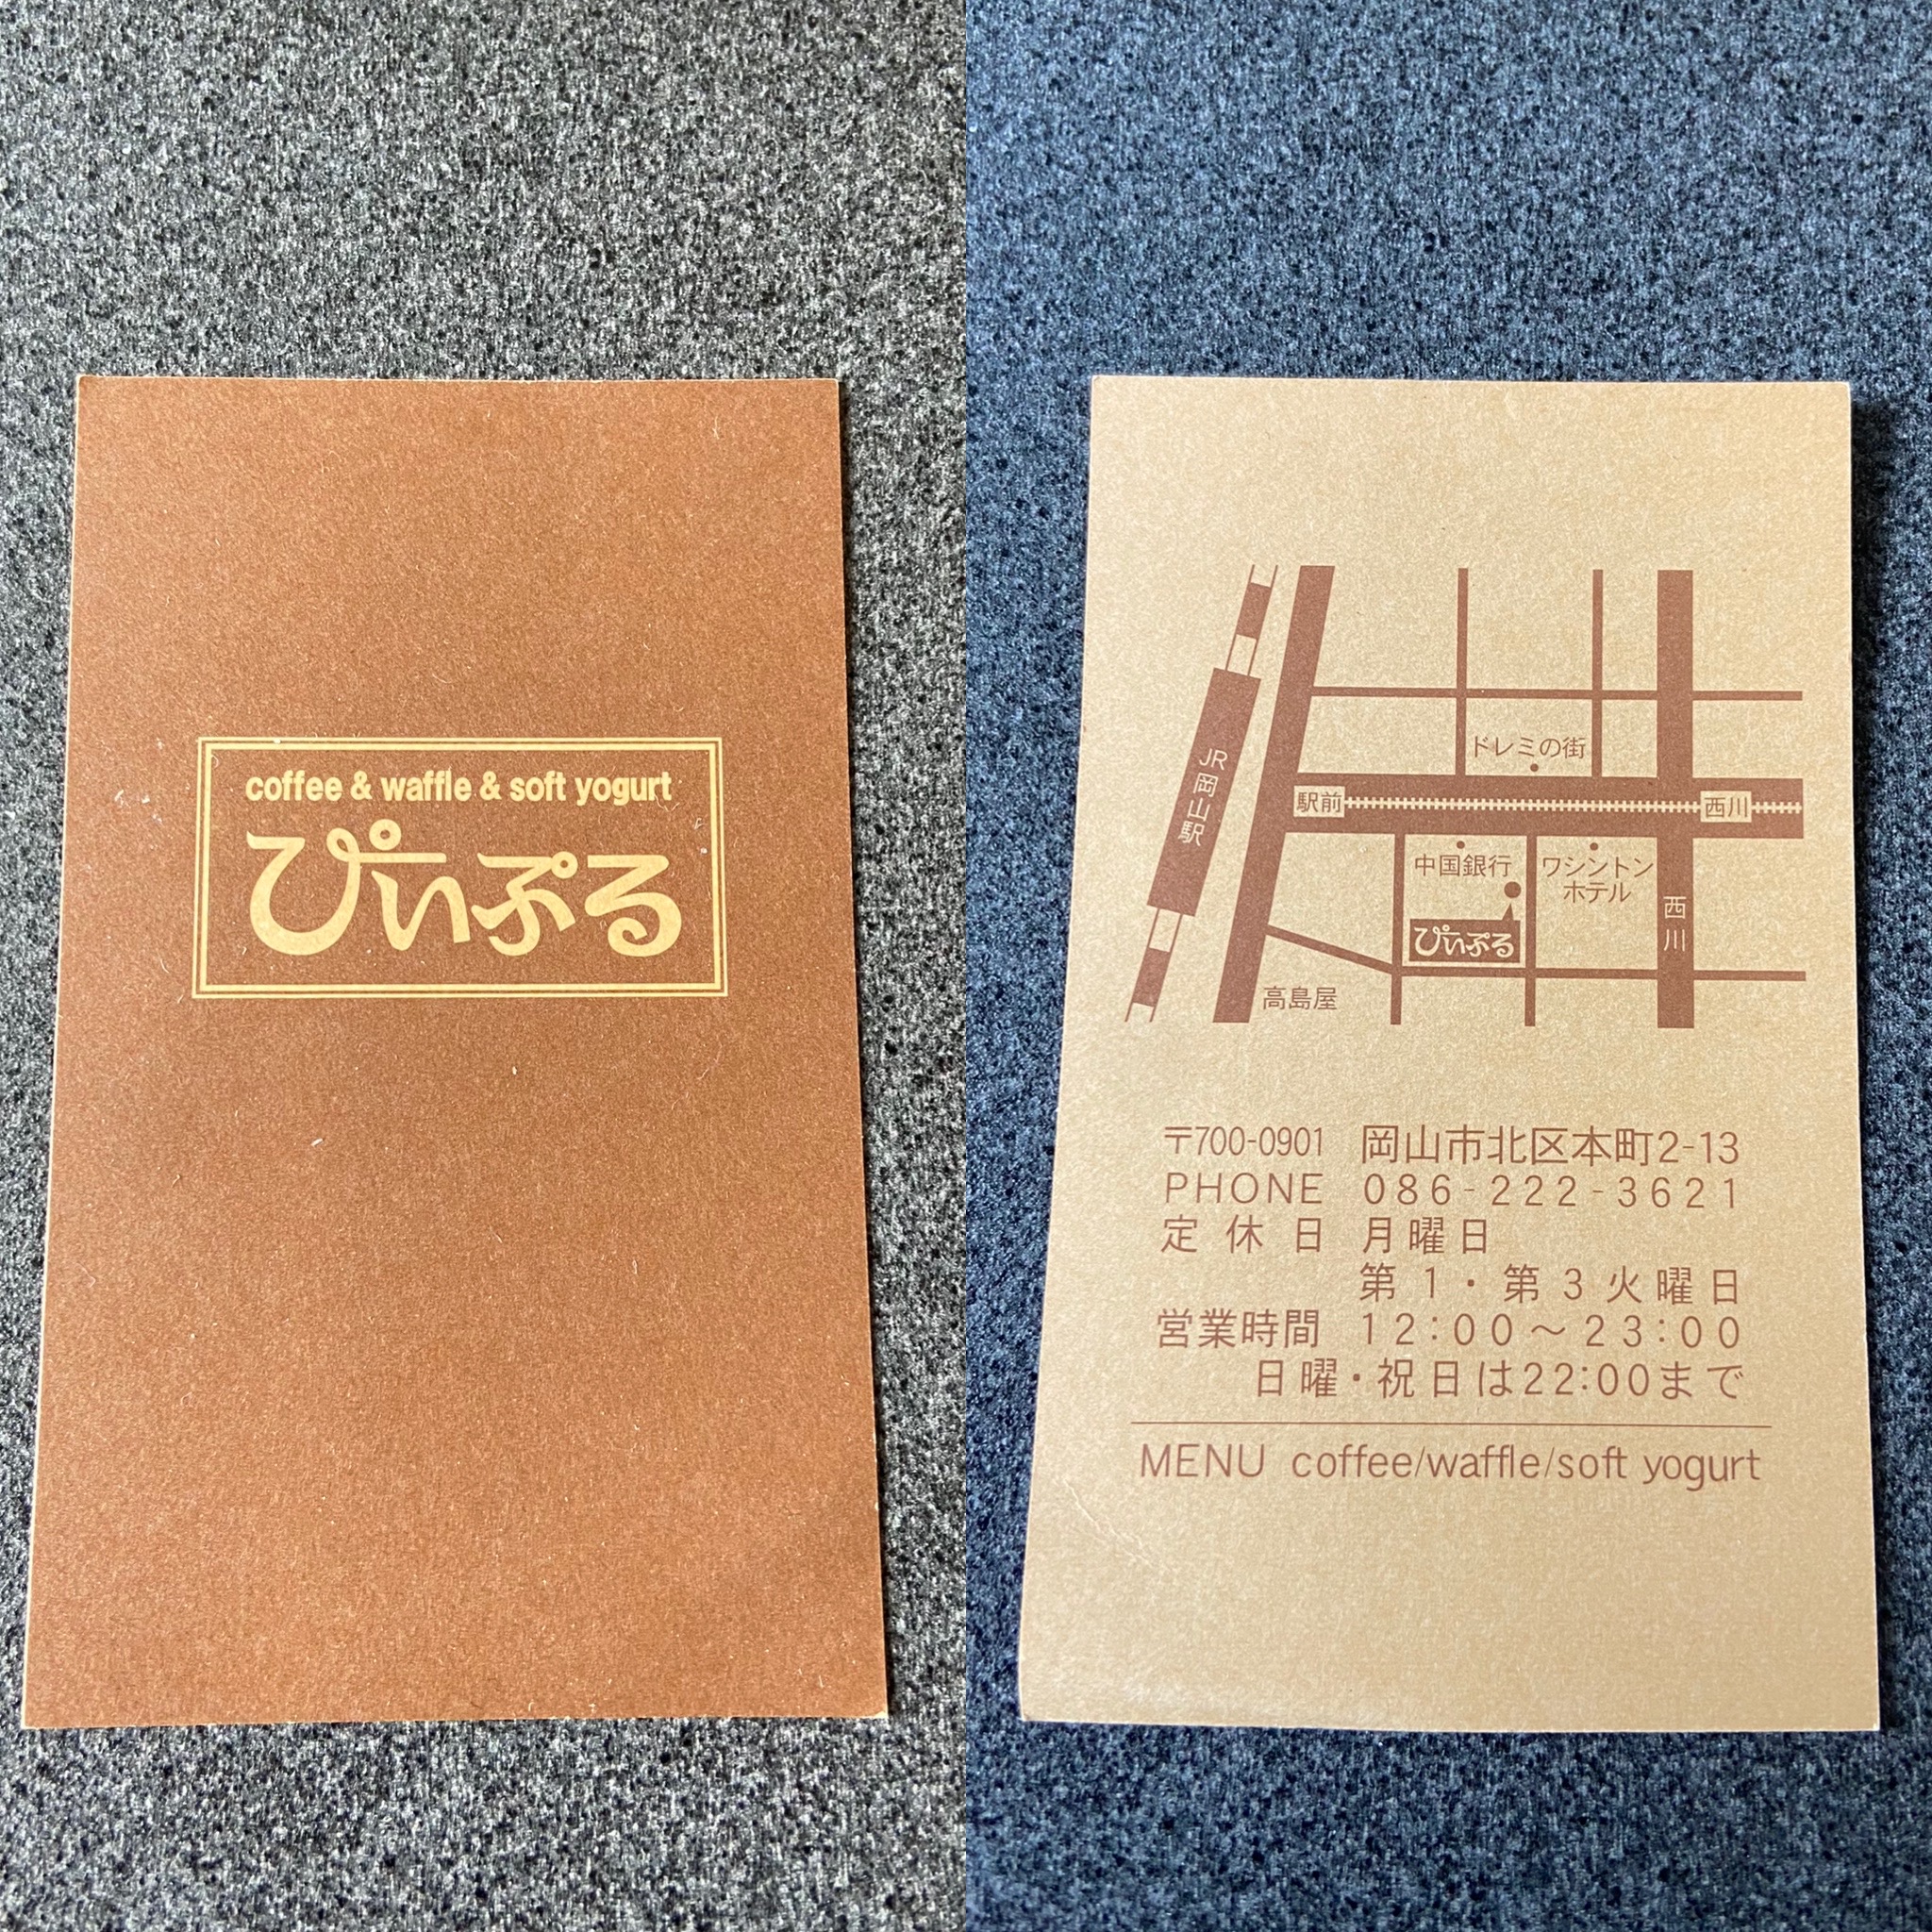 coffee & waffle & soft yogurt
ぴいぷる
JR岡山駅
ドレミの街
駅前
西川
中国銀行
ワシントン
ホテル
ぴいぷる
西川
高島屋
〒700-0901 岡山市北区本町2-13
PHONE 086-222-3621
定休日 月曜日
第1・第3火曜日
営業時間 12:00〜23:00
日曜・祝日は22:00まで
MENU coffee/waffle/soft yogurt